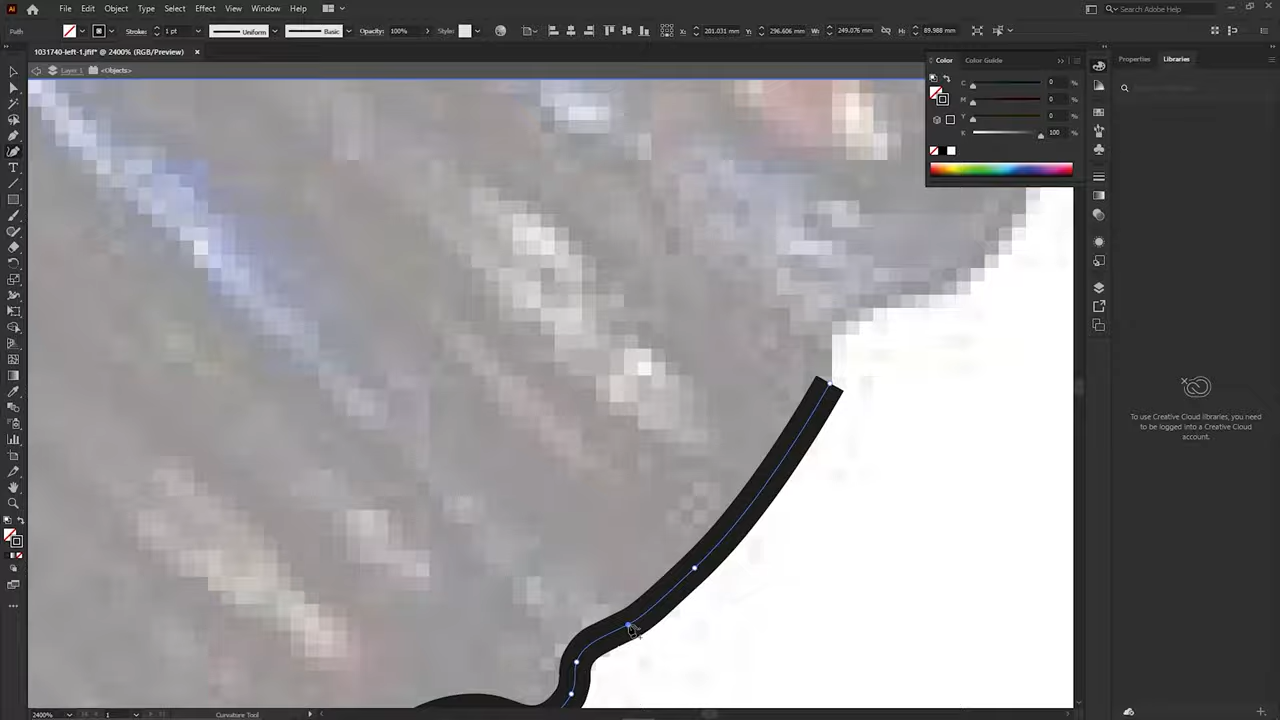 Ai File Edit Object Type Select Effect View Window Help Search Adobe Help
Path Stroke: 1 pt Uniform Basic Opacity: 100% Style: X: 201.031 mm Y: 296.606 mm W: 249.076 mm H: 89.988 mm
1031740-left-1.jfif* @ 2400% (RGB/Preview) ×
Layer 1 <Objects>
Color Color Guide
C 0 %
M 0 %
Y 0 %
K 100 %
Properties Libraries
To use Creative Cloud libraries, you need
to be logged into a Creative Cloud
account.
2400% 1 Curvature Tool